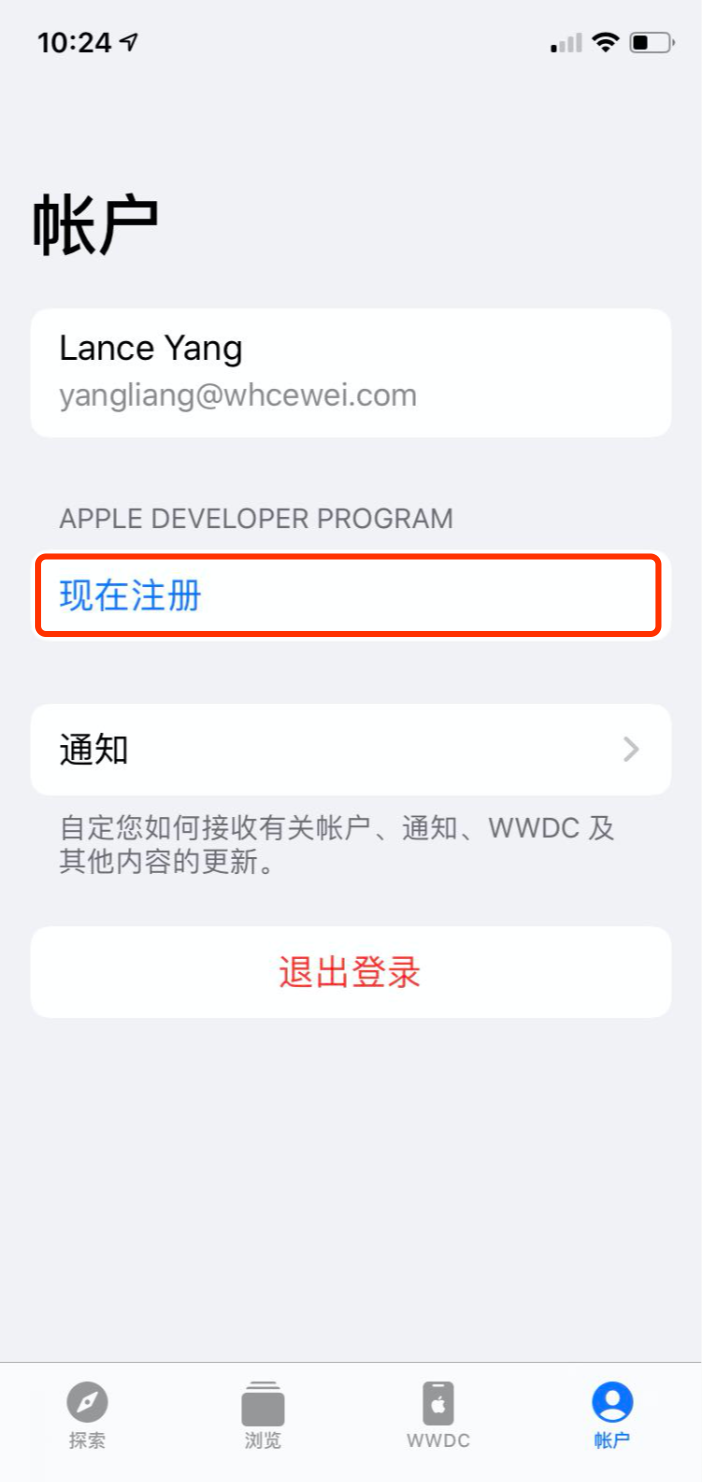 10:24
帐户
Lance Yang
yangliang@whcewei.com
APPLE DEVELOPER PROGRAM
现在注册
通知
自定您如何接收有关帐户、通知、WWDC 及
其他内容的更新。
退出登录
探索
浏览
WWDC
帐户